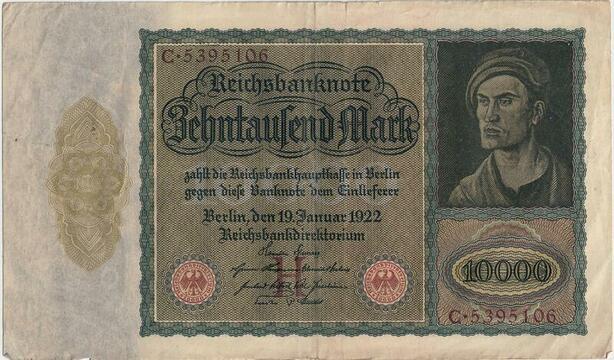 C·5395106
Reichsbanknote
Zehntausend Mark
zahlt die Reichsbankhauptkasse in Berlin
gegen diese Banknote dem Einlieferer
Berlin, den 19. Januar 1922
Reichsbankdirektorium
H
10000
C·5395106